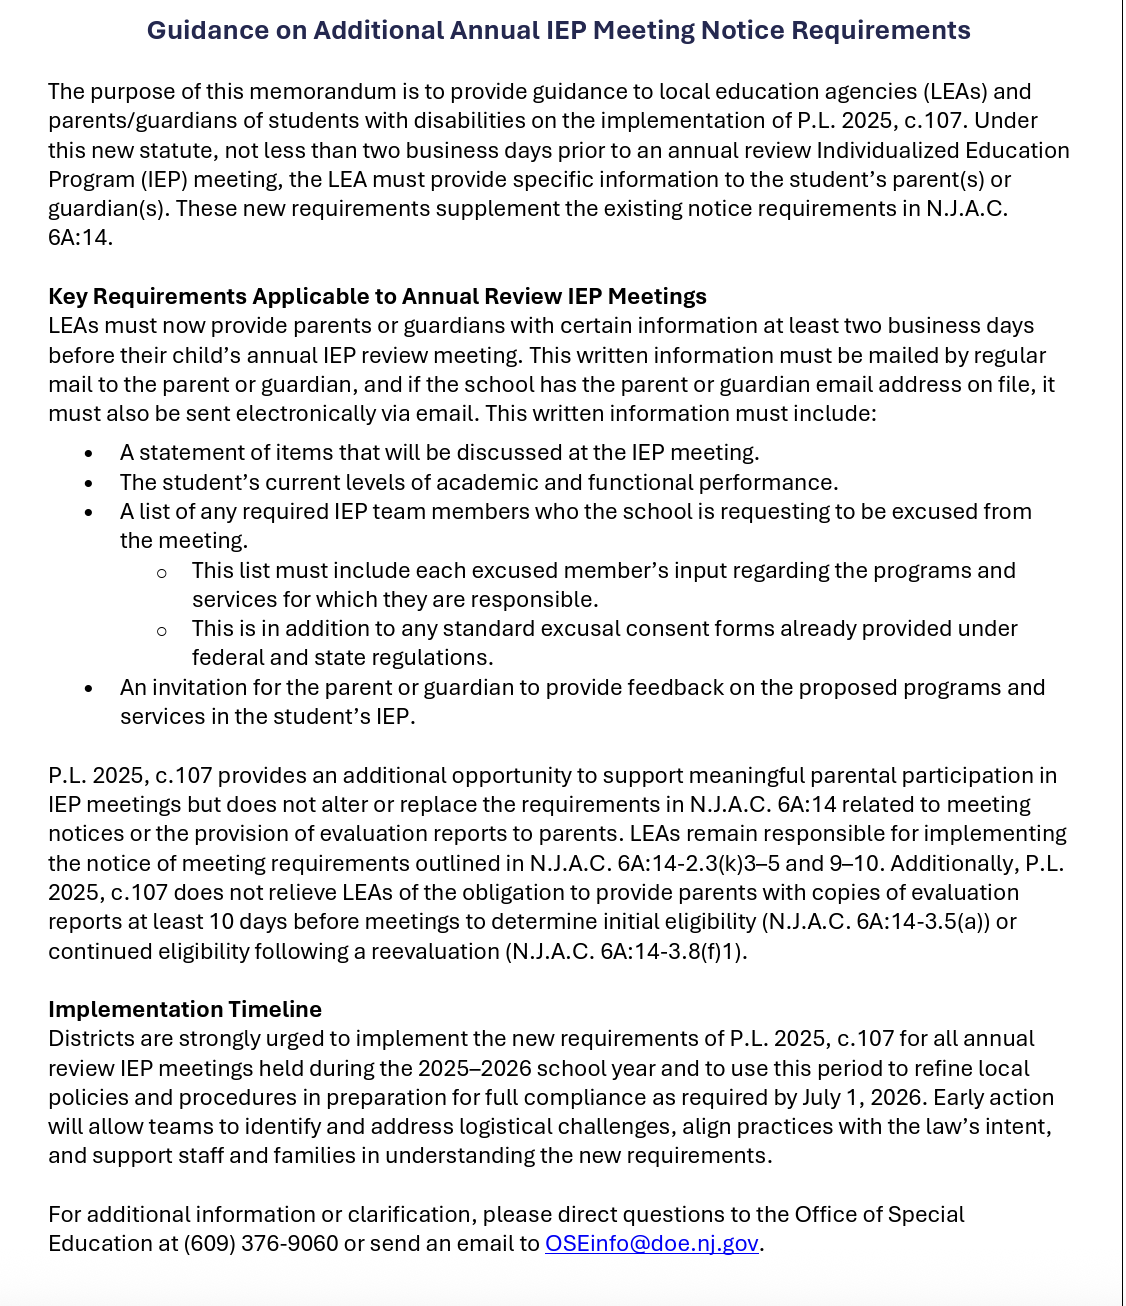 Guidance on Additional Annual IEP Meeting Notice Requirements
The purpose of this memorandum is to provide guidance to local education agencies (LEAs) and
parents/guardians of students with disabilities on the implementation of P.L. 2025, c.107. Under
this new statute, not less than two business days prior to an annual review Individualized Education
Program (IEP) meeting, the LEA must provide specific information to the student’s parent(s) or
guardian(s). These new requirements supplement the existing notice requirements in N.J.A.C.
6A:14.
Key Requirements Applicable to Annual Review IEP Meetings
LEAs must now provide parents or guardians with certain information at least two business days
before their child’s annual IEP review meeting. This written information must be mailed by regular
mail to the parent or guardian, and if the school has the parent or guardian email address on file, it
must also be sent electronically via email. This written information must include:
• A statement of items that will be discussed at the IEP meeting.
• The student’s current levels of academic and functional performance.
• A list of any required IEP team members who the school is requesting to be excused from
the meeting.
o This list must include each excused member’s input regarding the programs and
services for which they are responsible.
o This is in addition to any standard excusal consent forms already provided under
federal and state regulations.
• An invitation for the parent or guardian to provide feedback on the proposed programs and
services in the student’s IEP.
P.L. 2025, c.107 provides an additional opportunity to support meaningful parental participation in
IEP meetings but does not alter or replace the requirements in N.J.A.C. 6A:14 related to meeting
notices or the provision of evaluation reports to parents. LEAs remain responsible for implementing
the notice of meeting requirements outlined in N.J.A.C. 6A:14-2.3(k)3–5 and 9–10. Additionally, P.L.
2025, c.107 does not relieve LEAs of the obligation to provide parents with copies of evaluation
reports at least 10 days before meetings to determine initial eligibility (N.J.A.C. 6A:14-3.5(a)) or
continued eligibility following a reevaluation (N.J.A.C. 6A:14-3.8(f)1).
Implementation Timeline
Districts are strongly urged to implement the new requirements of P.L. 2025, c.107 for all annual
review IEP meetings held during the 2025–2026 school year and to use this period to refine local
policies and procedures in preparation for full compliance as required by July 1, 2026. Early action
will allow teams to identify and address logistical challenges, align practices with the law’s intent,
and support staff and families in understanding the new requirements.
For additional information or clarification, please direct questions to the Office of Special
Education at (609) 376-9060 or send an email to OSEinfo@doe.nj.gov.